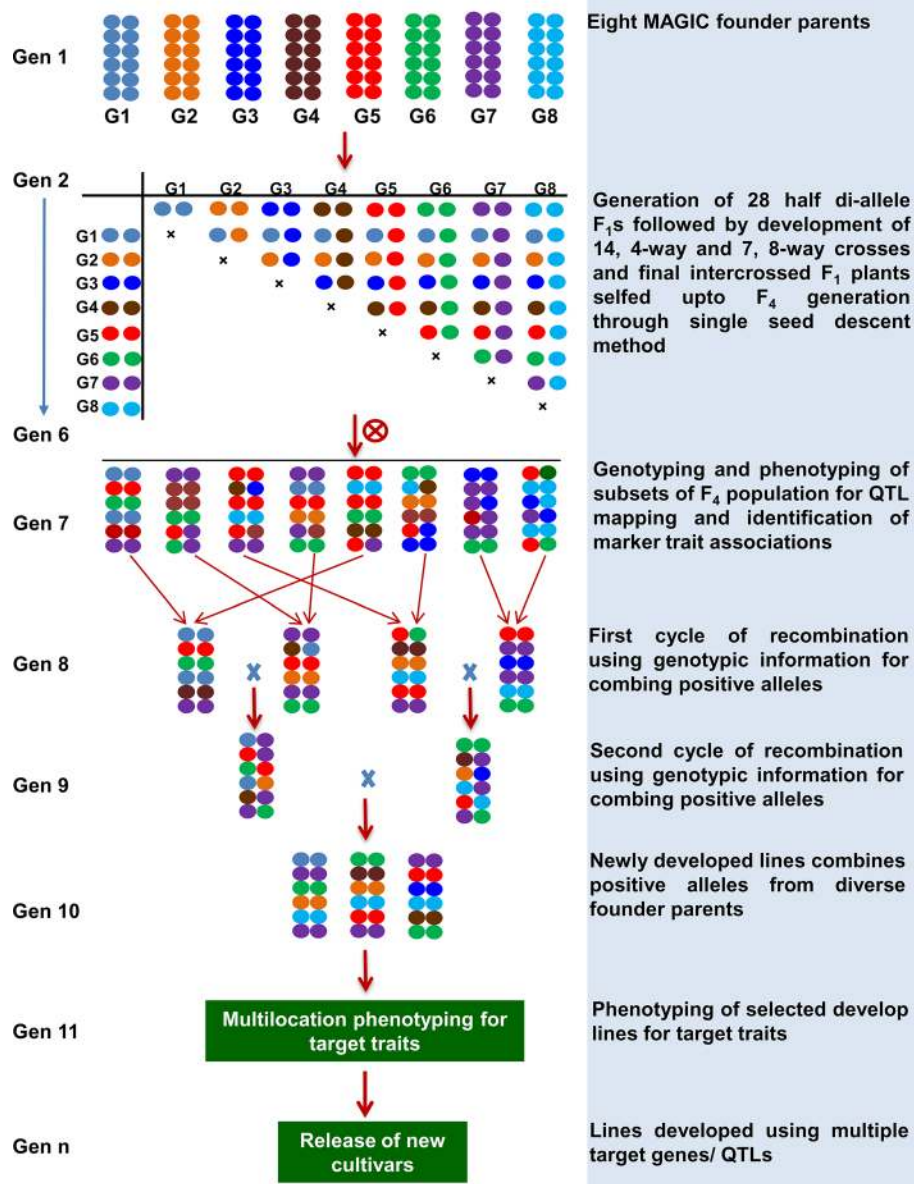 Eight MAGIC founder parents
Gen 1
G1 G2 G3 G4 G5 G6 G7 G8
Gen 2
G1 G2 G3 G4 G5 G6 G7 G8
G1
G2
G3
G4
G5
G6
G7
G8
Generation of 28 half di-allele
F1s followed by development of
14, 4-way and 7, 8-way crosses
and final intercrossed F1 plants
selfed upto F4 generation
through single seed descent
method
Gen 6
Gen 7
Genotyping and phenotyping of
subsets of F4 population for QTL
mapping and identification of
marker trait associations
Gen 8
First cycle of recombination
using genotypic information for
combing positive alleles
Gen 9
Second cycle of recombination
using genotypic information for
combing positive alleles
Gen 10
Newly developed lines combines
positive alleles from diverse
founder parents
Gen 11
Multilocation phenotyping for
target traits
Phenotyping of selected develop
lines for target traits
Gen n
Release of new
cultivars
Lines developed using multiple
target genes/ QTLs